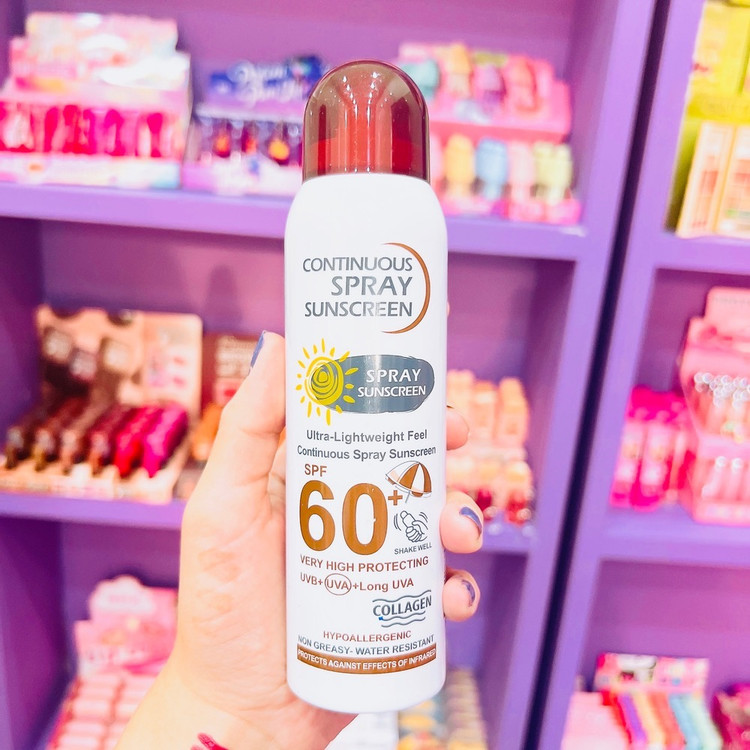 CONTINUOUS
SPRAY
SUNSCREEN
SPRAY
SUNSCREEN
Ultra-Lightweight Feel
Continuous Spray Sunscreen
SPF
60+
SHAKE WELL
VERY HIGH PROTECTING
UVB+UVA+Long UVA
COLLAGEN
HYPOALLERGENIC
NON GREASY- WATER RESISTANT
PROTECTS AGAINST EFFECTS OF INFRARED